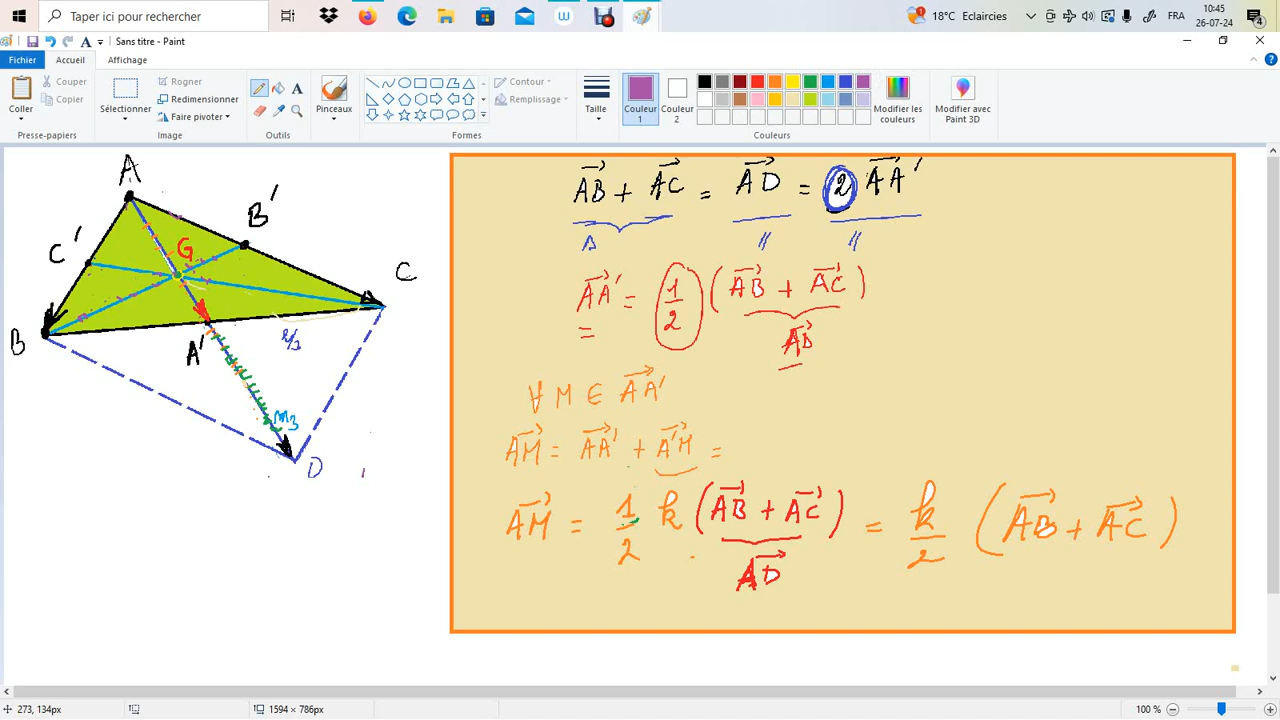 Taper ici pour rechercher
18°C Eclaircies
FRA
10:45
26-07-24
4
Sans titre - Paint
Fichier
Accueil
Affichage
Coller
Couper
Copier
Presse-papiers
Sélectionner
Rogner
Redimensionner
Faire pivoter
Image
A
Outils
Pinceaux
Contour
Remplissage
Formes
Taille
Couleur 1
Couleur 2
Modifier les couleurs
Couleurs
Modifier avec Paint 3D
A
B'
C'
G
C
B
A'
M3
D
AB + AC = AD = 2 AA'
AA' = 1/2 (AB + AC)
=
AD
∀ M ∈ AA'
AM = AA' + A'M =
AM = 1/2 k (AB + AC) = k/2 (AB + AC)
AD
273, 134px
1594 × 786px
100 %